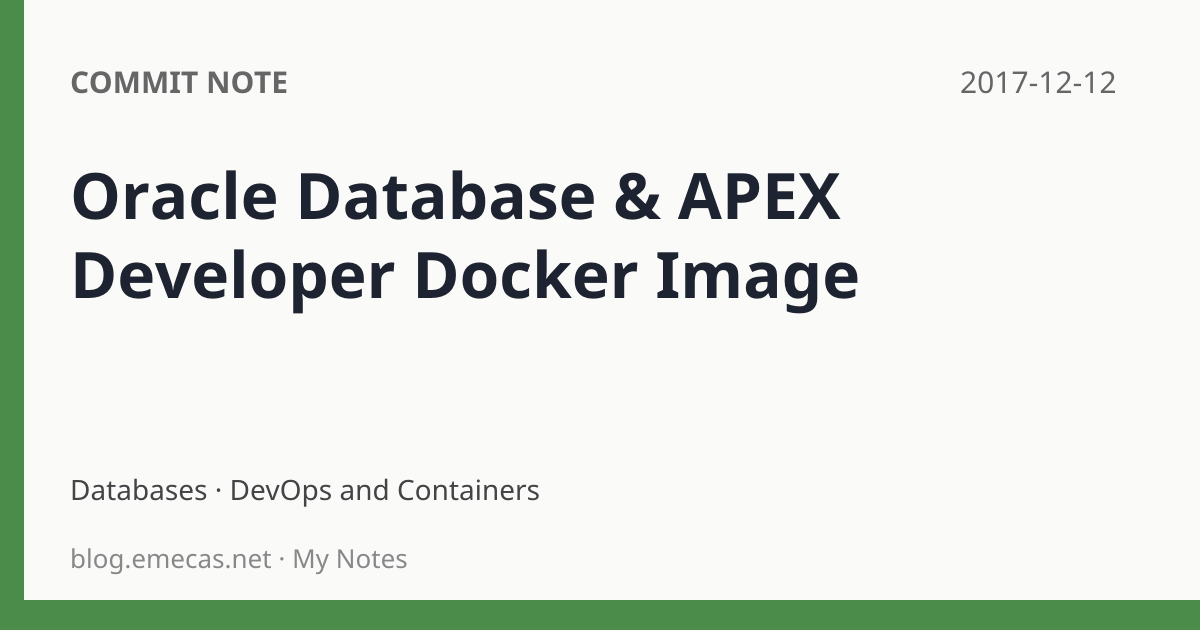 COMMIT NOTE
2017-12-12
Oracle Database & APEX
Developer Docker Image
Databases · DevOps and Containers
blog.emecas.net · My Notes